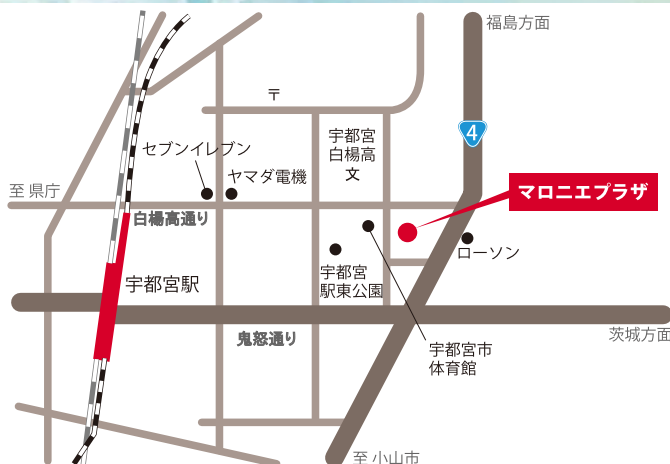 福島方面
〒
4
宇都宮
白楊高
文
セブンイレブン
ヤマダ電機
至 県庁
マロニエプラザ
白楊高通り
ローソン
宇都宮駅
宇都宮
駅東公園
鬼怒通り
茨城方面
宇都宮市
体育館
至 小山市